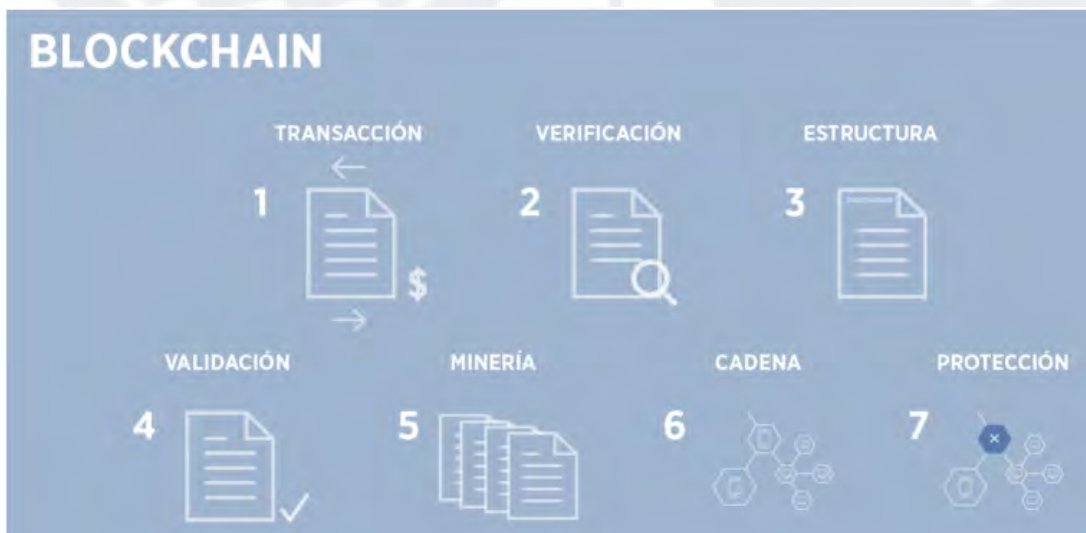 BLOCKCHAIN
TRANSACCIÓN
1
$
VERIFICACIÓN
2
ESTRUCTURA
3
VALIDACIÓN
4
MINERÍA
5
CADENA
6
PROTECCIÓN
7